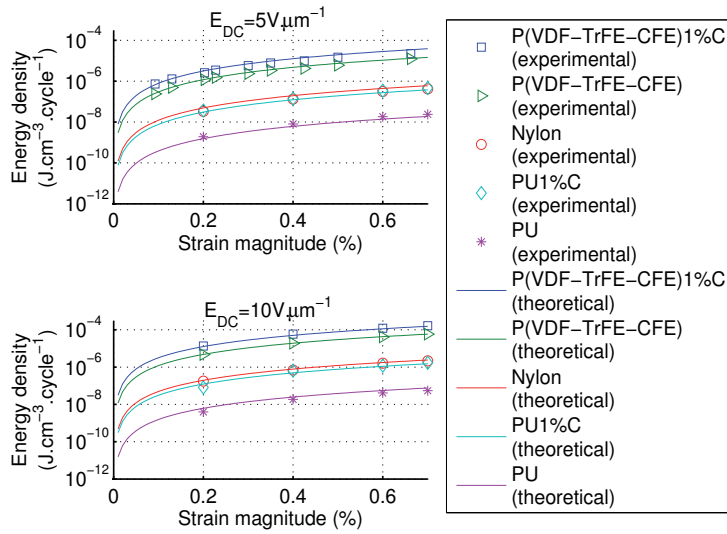 E_DC=5V.µm⁻¹
10⁻⁴
10⁻⁶
10⁻⁸
10⁻¹⁰
10⁻¹²
Energy density
(J.cm⁻³.cycle⁻¹)
0
0.2
0.4
0.6
Strain magnitude (%)
E_DC=10V.µm⁻¹
10⁻⁴
10⁻⁶
10⁻⁸
10⁻¹⁰
10⁻¹²
Energy density
(J.cm⁻³.cycle⁻¹)
0
0.2
0.4
0.6
Strain magnitude (%)
P(VDF−TrFE−CFE)1%C
(experimental)
P(VDF−TrFE−CFE)
(experimental)
Nylon
(experimental)
PU1%C
(experimental)
PU
(experimental)
P(VDF−TrFE−CFE)1%C
(theoretical)
P(VDF−TrFE−CFE)
(theoretical)
Nylon
(theoretical)
PU1%C
(theoretical)
PU
(theoretical)